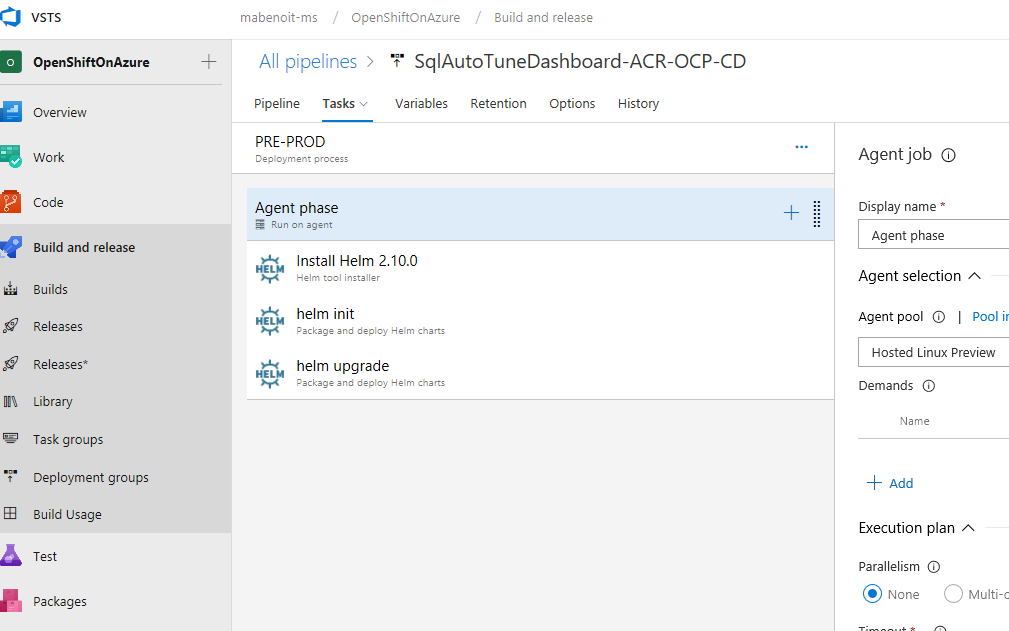 VSTS
mabenoit-ms / OpenShiftOnAzure / Build and release
O OpenShiftOnAzure +
Overview
Work
Code
Build and release
Builds
Releases
Releases*
Library
Task groups
Deployment groups
Build Usage
Test
Packages
All pipelines > SqlAutoTuneDashboard-ACR-OCP-CD
Pipeline Tasks Variables Retention Options History
PRE-PROD
Deployment process
...
Agent phase
Run on agent
HELM Install Helm 2.10.0
Helm tool installer
HELM helm init
Package and deploy Helm charts
HELM helm upgrade
Package and deploy Helm charts
Agent job
Display name *
Agent phase
Agent selection
Agent pool | Pool in
Hosted Linux Preview
Demands
Name
+ Add
Execution plan
Parallelism
None Multi-c
Timeout *